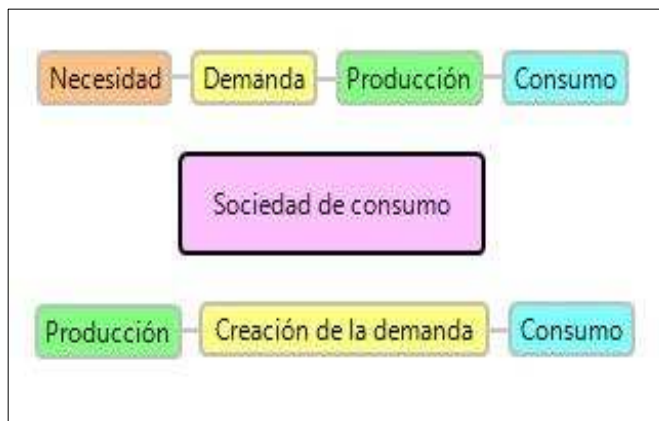 Necesidad Demanda Producción Consumo
Sociedad de consumo
Producción Creación de la demanda Consumo